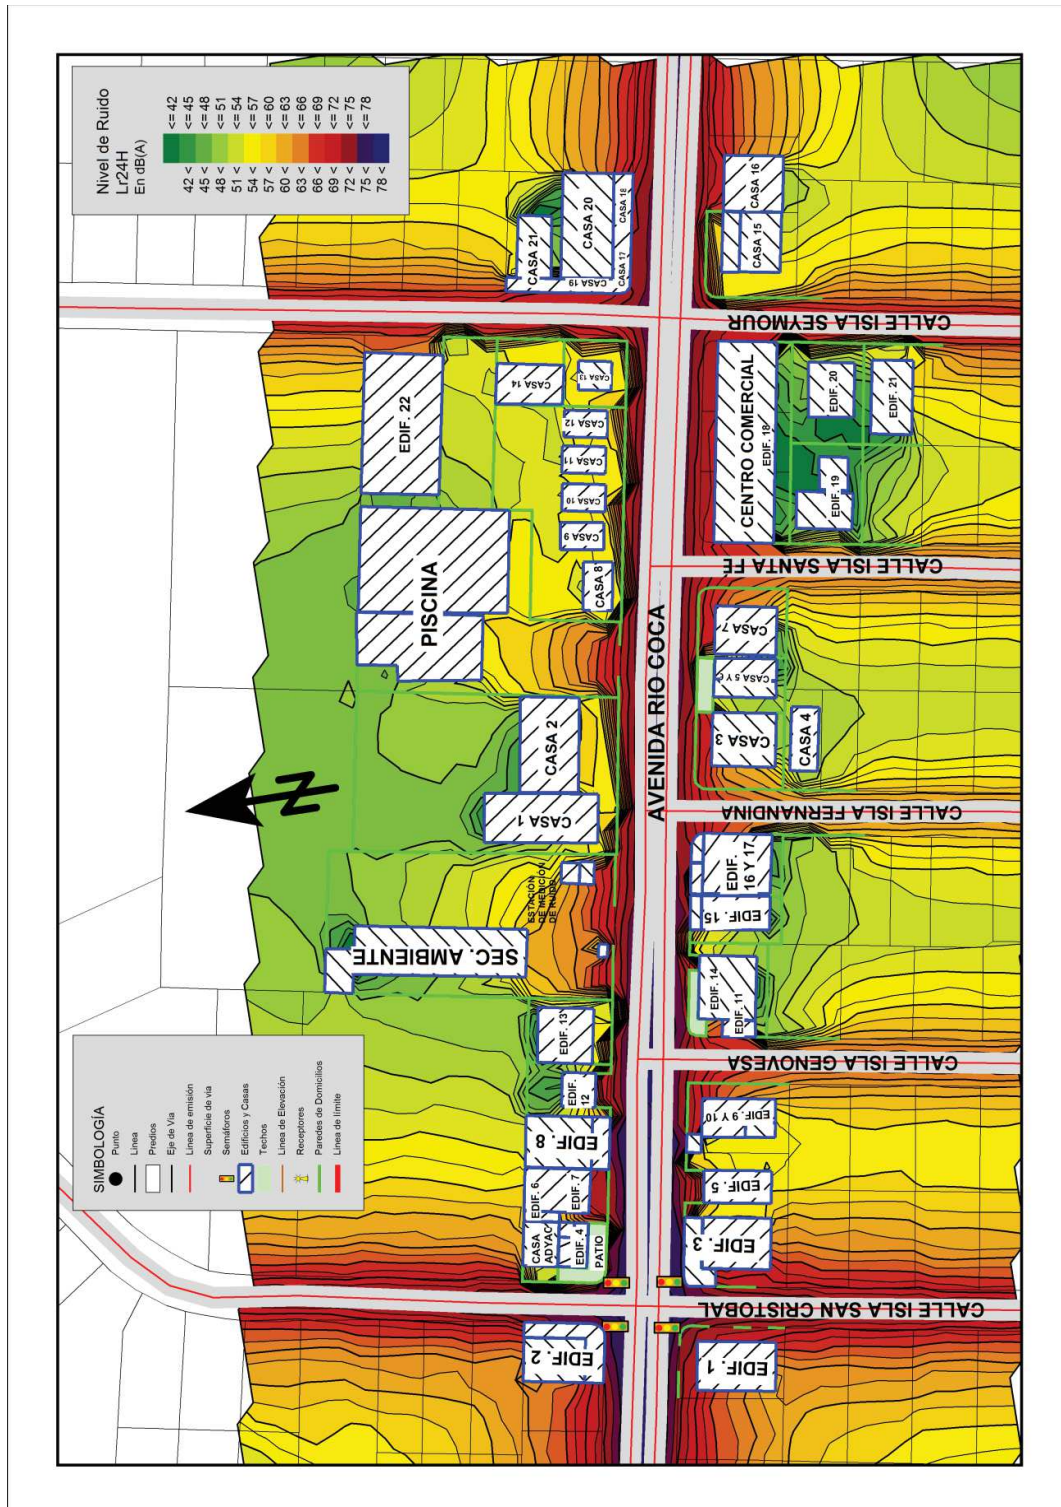 SIMBOLOGÍA
Punto
Linea
Predios
Eje de Via
Linea de emisión
Superficie de via
Semáforos
Edificios y Casas
Techos
Linea de Elevación
Receptores
Paredes de Domicilios
Linea de límite
Nivel de Ruido
Lr24H
En dB(A)
<= 42
42 < <= 45
45 < <= 48
48 < <= 51
51 < <= 54
54 < <= 57
57 < <= 60
60 < <= 63
63 < <= 66
66 < <= 69
69 < <= 72
72 < <= 75
75 < <= 78
78 <
N
EDIF. 22
PISCINA
CASA 21
CASA 20
CASA 19
CASA 17
CASA 18
CASA 14
CASA 13
CASA 12
CASA 11
CASA 10
CASA 9
CASA 8
CASA 2
CASA 1
ESTACIÓN
DE MEDICIÓN
DE RUIDO
SEC. AMBIENTE
EDIF. 13
EDIF.
12
EDIF. 8
EDIF. 6
EDIF. 7
CASA
ADYAC
EDIF. 4
PATIO
EDIF. 2
AVENIDA RIO COCA
EDIF. 1
CALLE ISLA SAN CRISTOBAL
EDIF. 3
EDIF. 5
EDIF. 9 Y 10
CALLE ISLA GENOVESA
EDIF. 11
EDIF. 14
EDIF. 15
EDIF.
16 Y 17
CALLE ISLA FERNANDINA
CASA 3
CASA 4
CASA 5 Y 6
CASA 7
CALLE ISLA SANTA FE
CENTRO COMERCIAL
EDIF. 18
EDIF. 19
EDIF. 20
EDIF. 21
CALLE ISLA SEYMOUR
CASA 15
CASA 16